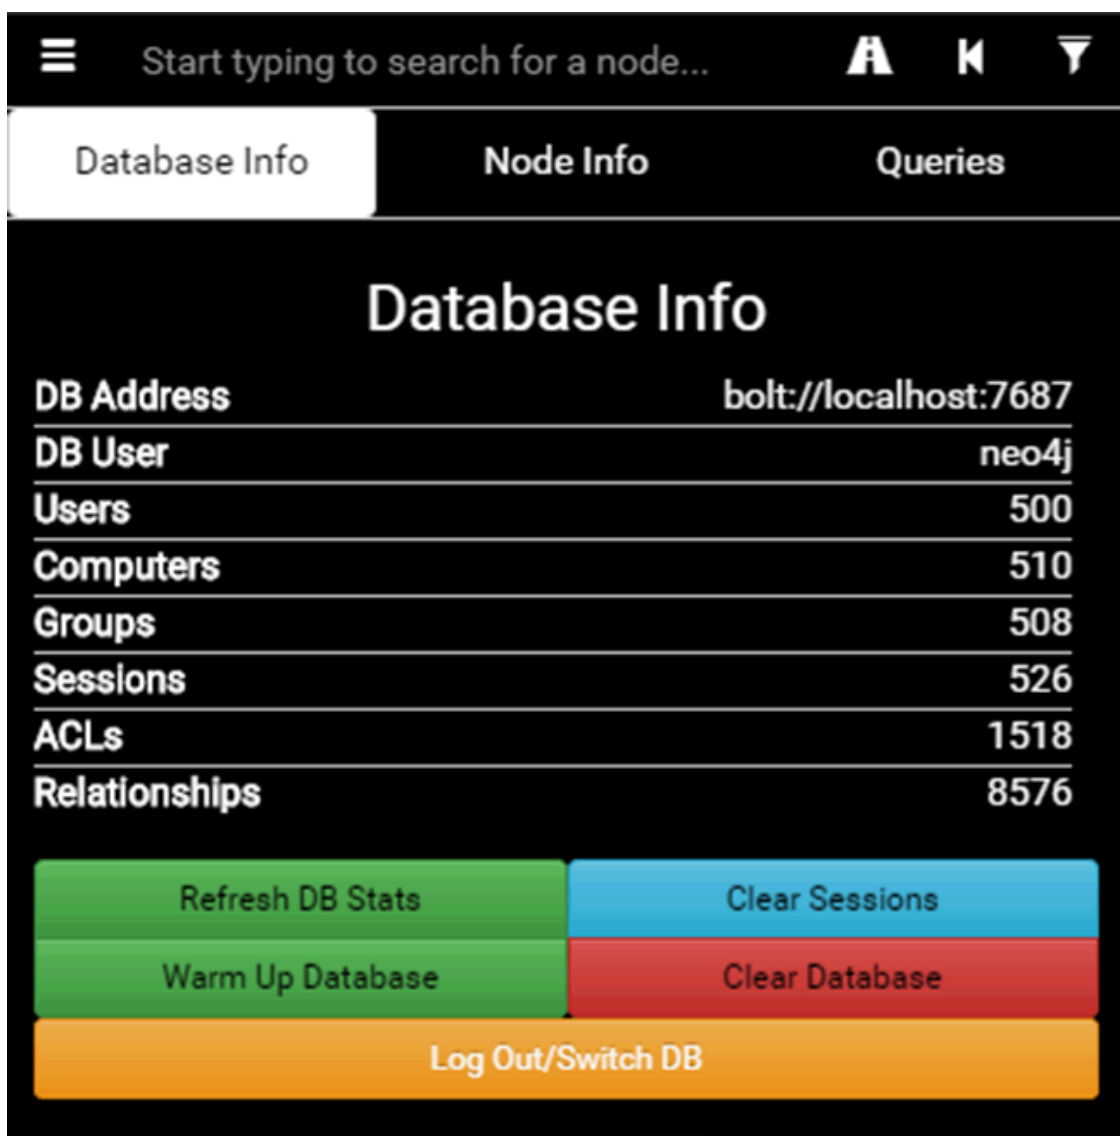 Start typing to search for a node...
Database Info Node Info Queries
Database Info
DB Address bolt://localhost:7687
DB User neo4j
Users 500
Computers 510
Groups 508
Sessions 526
ACLs 1518
Relationships 8576
Refresh DB Stats Clear Sessions
Warm Up Database Clear Database
Log Out/Switch DB